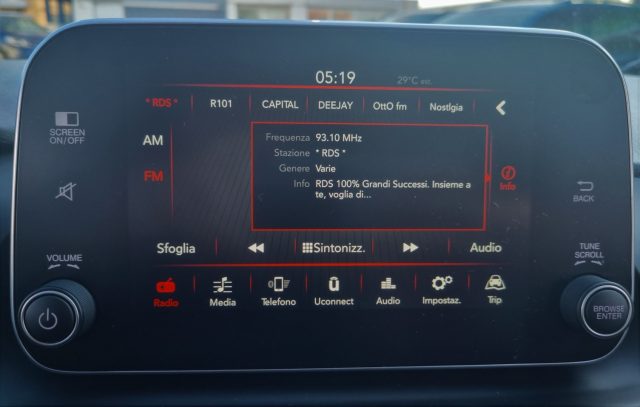 05:19 29°C est.
* RDS * R101 CAPITAL DEEJAY OttO fm Nostlgia
SCREEN
ON/OFF
AM
FM
Frequenza 93.10 MHz
Stazione * RDS *
Genere Varie
Info RDS 100% Grandi Successi. Insieme a
te, voglia di...
Info
BACK
Sfoglia Sintonizz. Audio
VOLUME
TUNE
SCROLL
Radio Media Telefono Uconnect Audio Impostaz. Trip
BROWSE
ENTER